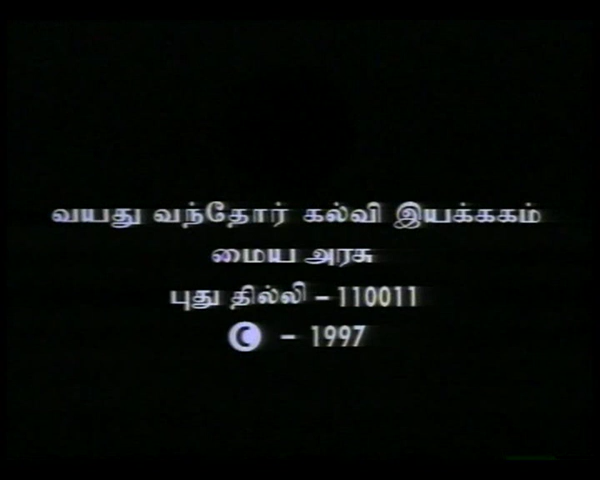 வயது வந்தோர் கல்வி இயக்ககம்
மைய அரசு
புது தில்லி – 110011
© – 1997